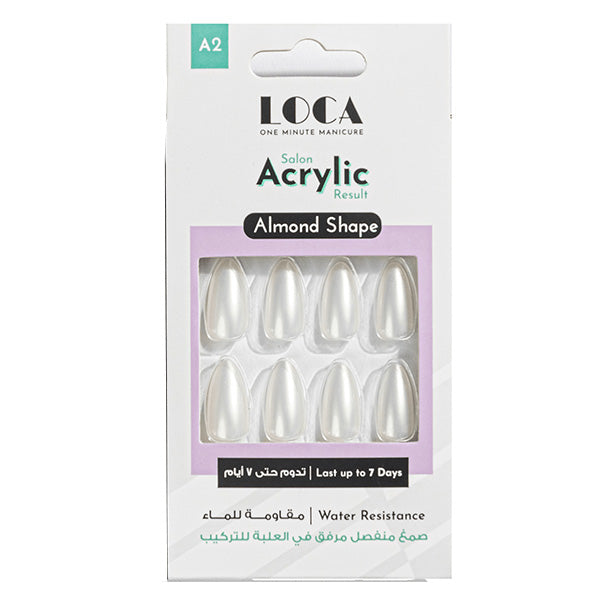 A2
LOCA
ONE MINUTE MANICURE
Salon
Acrylic
Result
Almond Shape
تدوم حتى ٧ أيام | Last up to 7 Days
مقاومة للماء | Water Resistance
صمغ منفصل مرفق في العلبة للتركيب